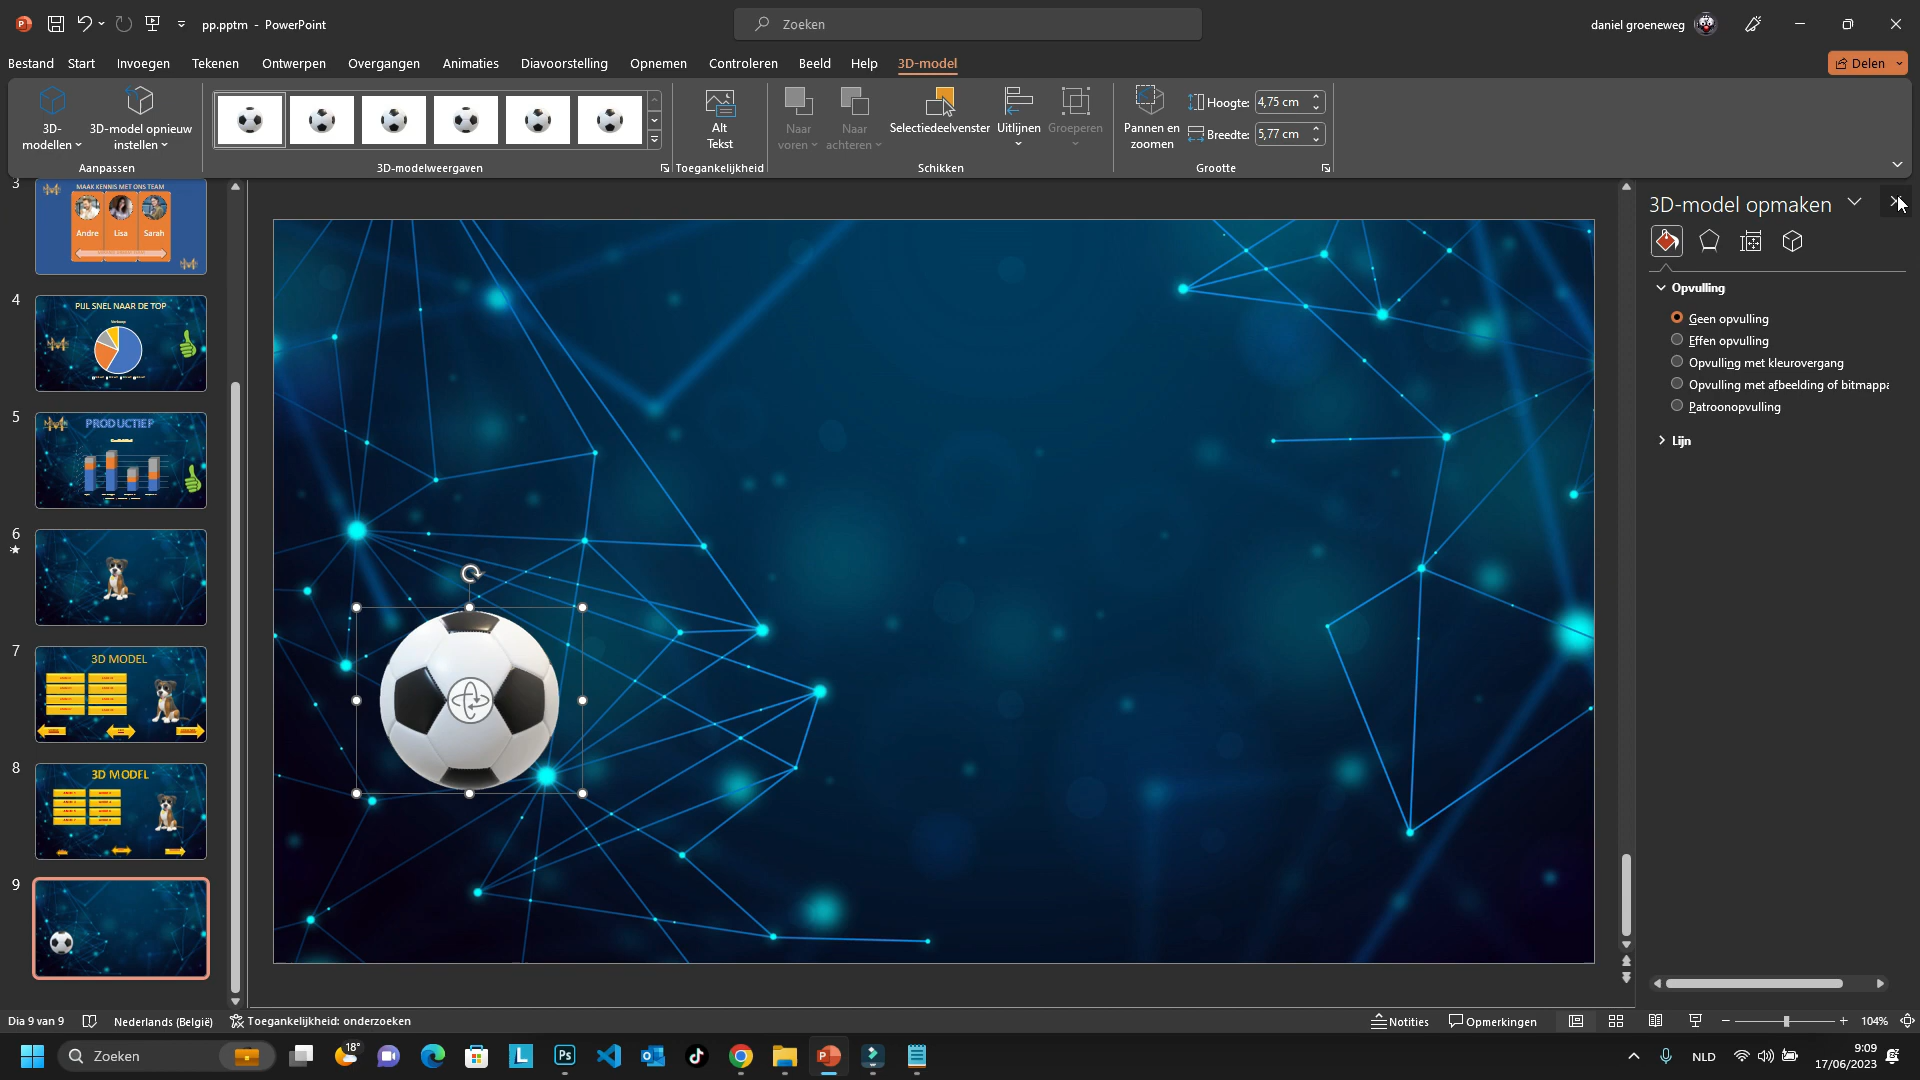 pp.pptm - PowerPoint
Zoeken
daniel groeneweg
Bestand Start Invoegen Tekenen Ontwerpen Overgangen Animaties Diavoorstelling Opnemen Controleren Beeld Help 3D-model
Delen
3D-
modellen
3D-model opnieuw
instellen
Aanpassen
3D-modelweergaven
Alt
Tekst
Toegankelijkheid
Naar
voren
Naar
achteren
Selectiedeelvenster
Uitlijnen
Groeperen
Schikken
Pannen en
zoomen
Hoogte: 4,75 cm
Breedte: 5,77 cm
Grootte
3
MAAK KENNIS MET ONS TEAM
Andre Lisa Sarah
4
PIJL SNEL NAAR DE TOP
5
PRODUCTIEF
6
7
3D MODEL
8
3D MODEL
9
3D-model opmaken
Opvulling
Geen opvulling
Effen opvulling
Opvulling met kleurovergang
Opvulling met afbeelding of bitmappa
Patroonopvulling
Lijn
Dia 9 van 9
Nederlands (België)
Toegankelijkheid: onderzoeken
Notities
Opmerkingen
104%
Zoeken
18°
NLD
9:09
17/06/2023